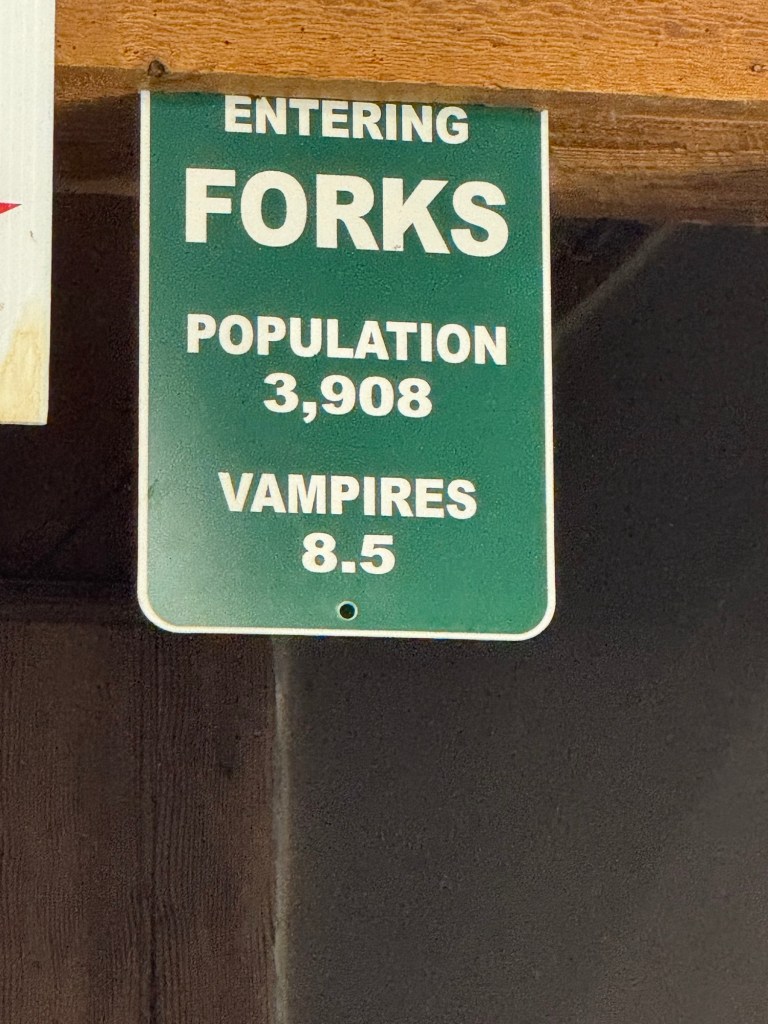 ENTERING
FORKS
POPULATION
3,908
VAMPIRES
8.5